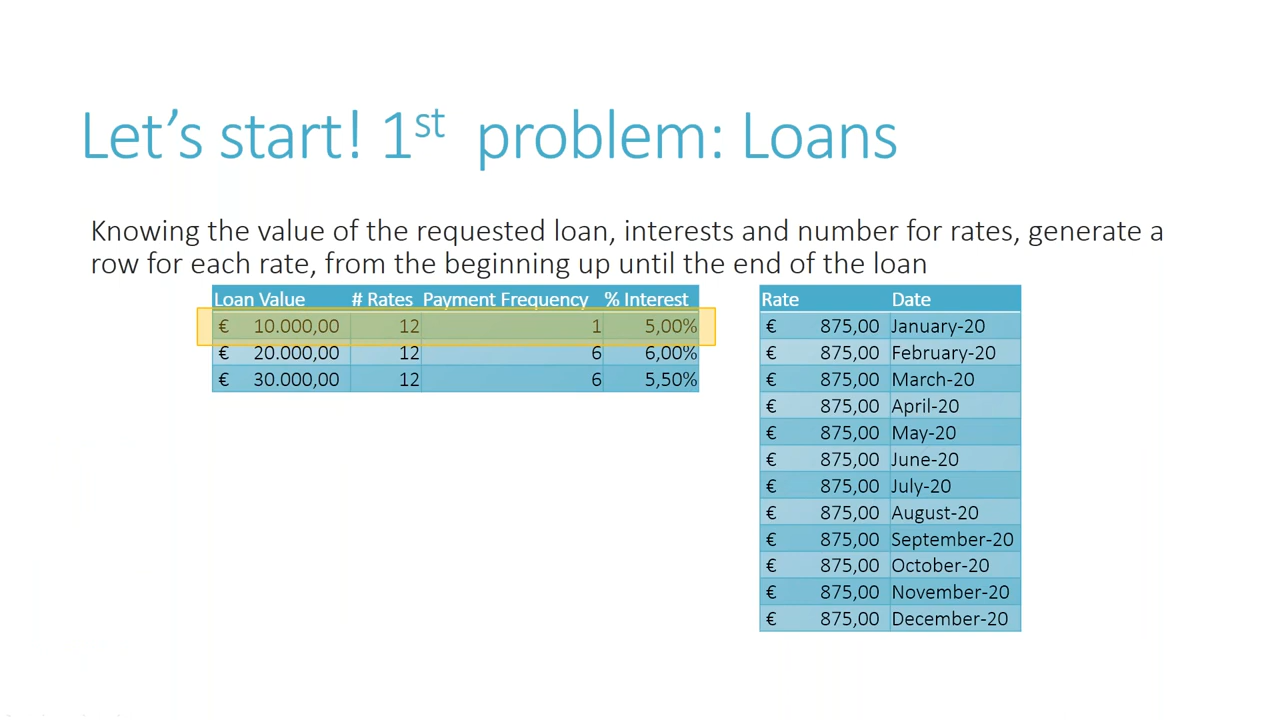 Let's start! 1st problem: Loans
Knowing the value of the requested loan, interests and number for rates, generate a
row for each rate, from the beginning up until the end of the loan
Loan Value # Rates Payment Frequency % Interest
€ 10.000,00 12 1 5,00%
€ 20.000,00 12 6 6,00%
€ 30.000,00 12 6 5,50%
Rate Date
€ 875,00 January-20
€ 875,00 February-20
€ 875,00 March-20
€ 875,00 April-20
€ 875,00 May-20
€ 875,00 June-20
€ 875,00 July-20
€ 875,00 August-20
€ 875,00 September-20
€ 875,00 October-20
€ 875,00 November-20
€ 875,00 December-20